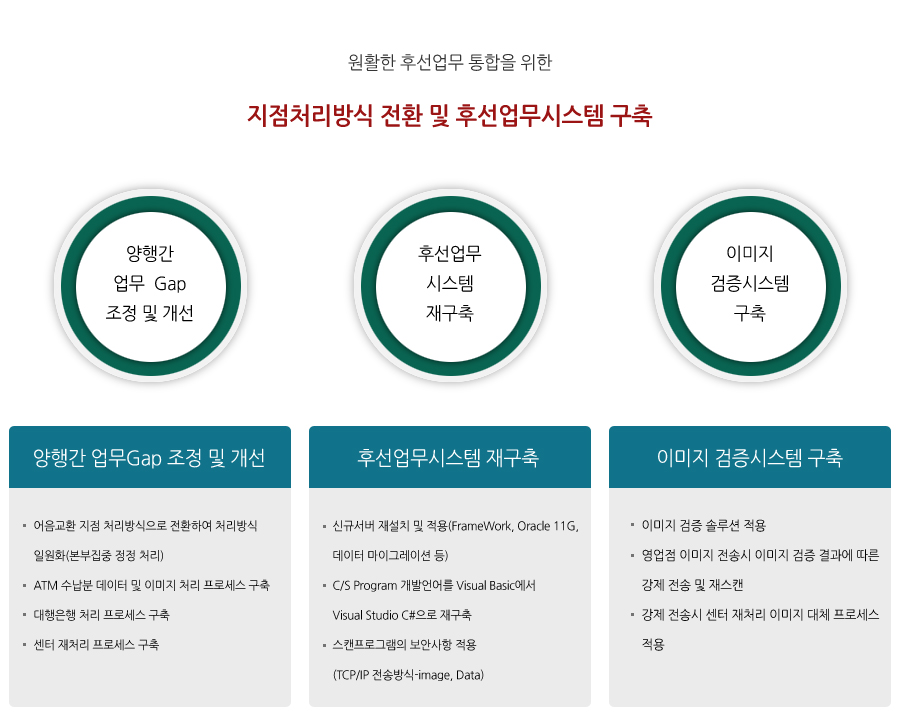 원활한 후선업무 통합을 위한
지점처리방식 전환 및 후선업무시스템 구축
양행간
업무 Gap
조정 및 개선
후선업무
시스템
재구축
이미지
검증시스템
구축
양행간 업무Gap 조정 및 개선
▪ 어음교환 지점 처리방식으로 전환하여 처리방식
일원화(본부집중 정정 처리)
▪ ATM 수납분 데이터 및 이미지 처리 프로세스 구축
▪ 대행은행 처리 프로세스 구축
▪ 센터 재처리 프로세스 구축
후선업무시스템 재구축
▪ 신규서버 재설치 및 적용(FrameWork, Oracle 11G,
데이터 마이그레이션 등)
▪ C/S Program 개발언어를 Visual Basic에서
Visual Studio C#으로 재구축
▪ 스캔프로그램의 보안사항 적용
(TCP/IP 전송방식-image, Data)
이미지 검증시스템 구축
▪ 이미지 검증 솔루션 적용
▪ 영업점 이미지 전송시 이미지 검증 결과에 따른
강제 전송 및 재스캔
▪ 강제 전송시 센터 재처리 이미지 대체 프로세스
적용